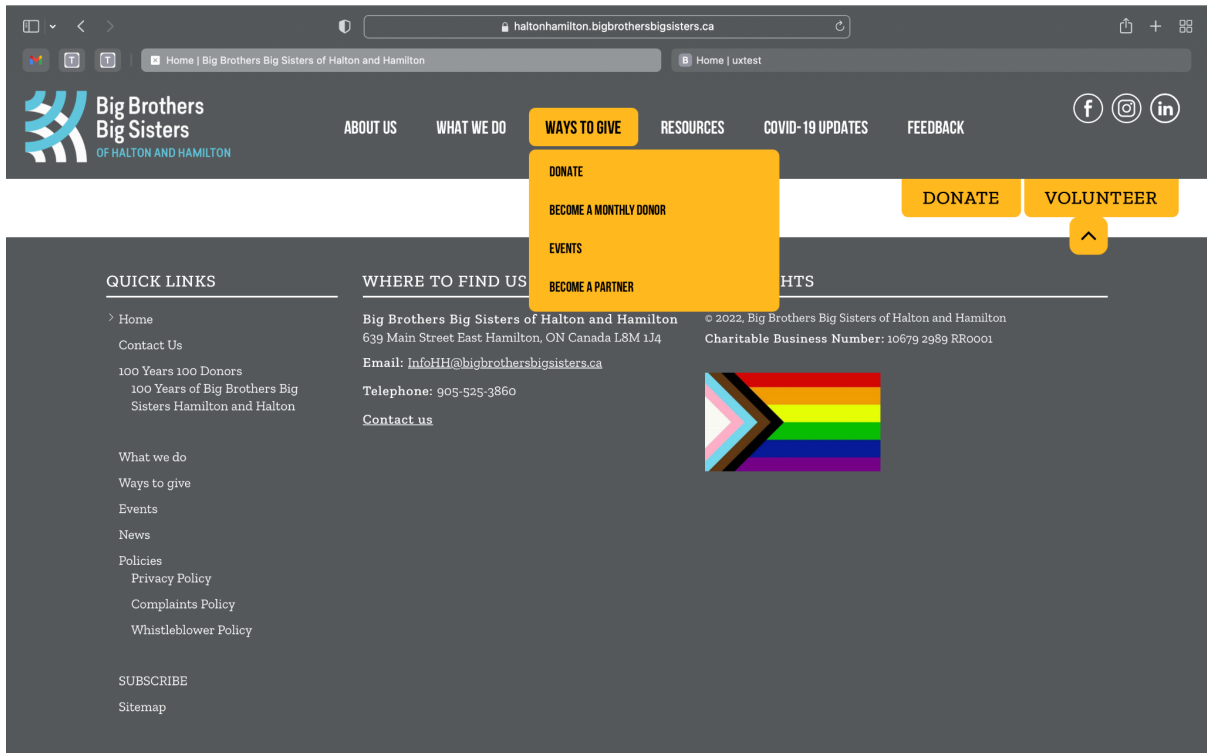 haltonhamilton.bigbrothersbigsisters.ca
T
T
Home | Big Brothers Big Sisters of Halton and Hamilton
B Home | uxtest
Big Brothers
Big Sisters
OF HALTON AND HAMILTON
ABOUT US
WHAT WE DO
WAYS TO GIVE
RESOURCES
COVID-19 UPDATES
FEEDBACK
f
in
DONATE
BECOME A MONTHLY DONOR
EVENTS
BECOME A PARTNER
DONATE
VOLUNTEER
QUICK LINKS
Home
Contact Us
100 Years 100 Donors
100 Years of Big Brothers Big
Sisters Hamilton and Halton
What we do
Ways to give
Events
News
Policies
Privacy Policy
Complaints Policy
Whistleblower Policy
SUBSCRIBE
Sitemap
WHERE TO FIND US
Big Brothers Big Sisters of Halton and Hamilton
639 Main Street East Hamilton, ON Canada L8M 1J4
Email: InfoHH@bigbrothersbigsisters.ca
Telephone: 905-525-3860
Contact us
HTS
© 2022, Big Brothers Big Sisters of Halton and Hamilton
Charitable Business Number: 10679 2989 RR0001